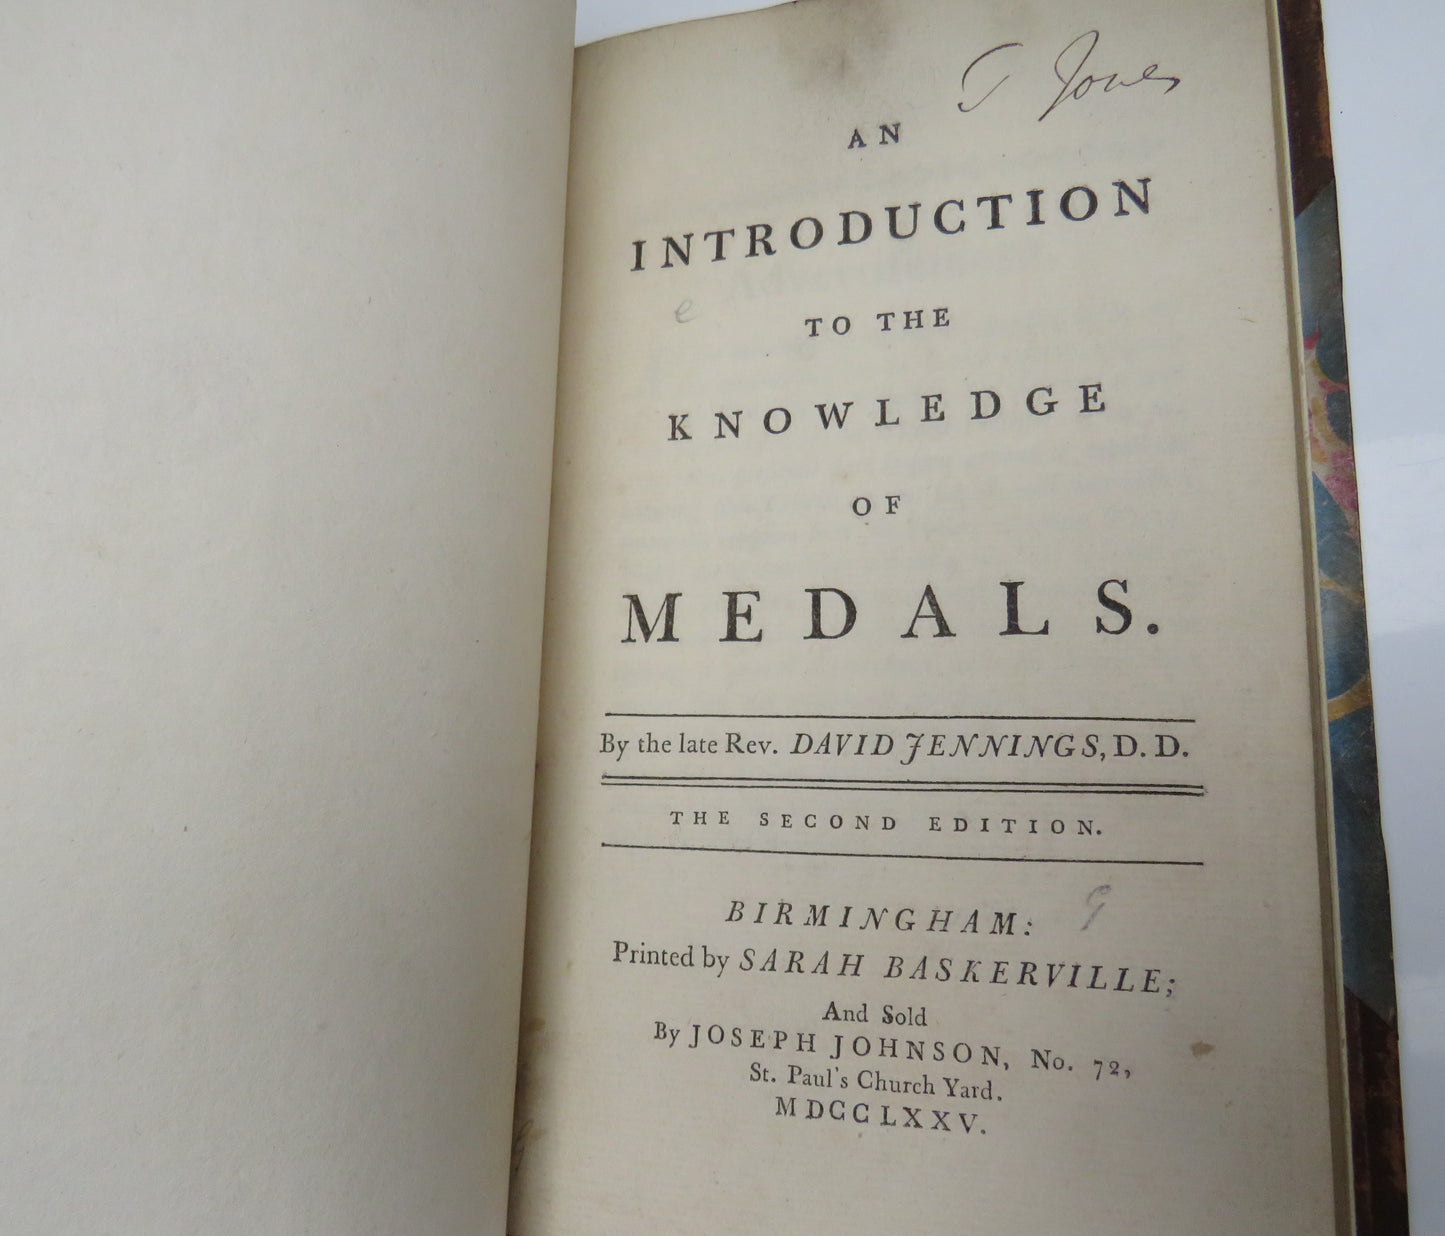 T Jones
AN
INTRODUCTION
e
TO THE
KNOWLEDGE
OF
MEDALS.
By the late Rev. DAVID JENNINGS, D. D.
THE SECOND EDITION.
BIRMINGHAM:
Printed by SARAH BASKERVILLE;
And Sold
By JOSEPH JOHNSON, No. 72,
St. Paul's Church Yard.
MDCCLXXV.